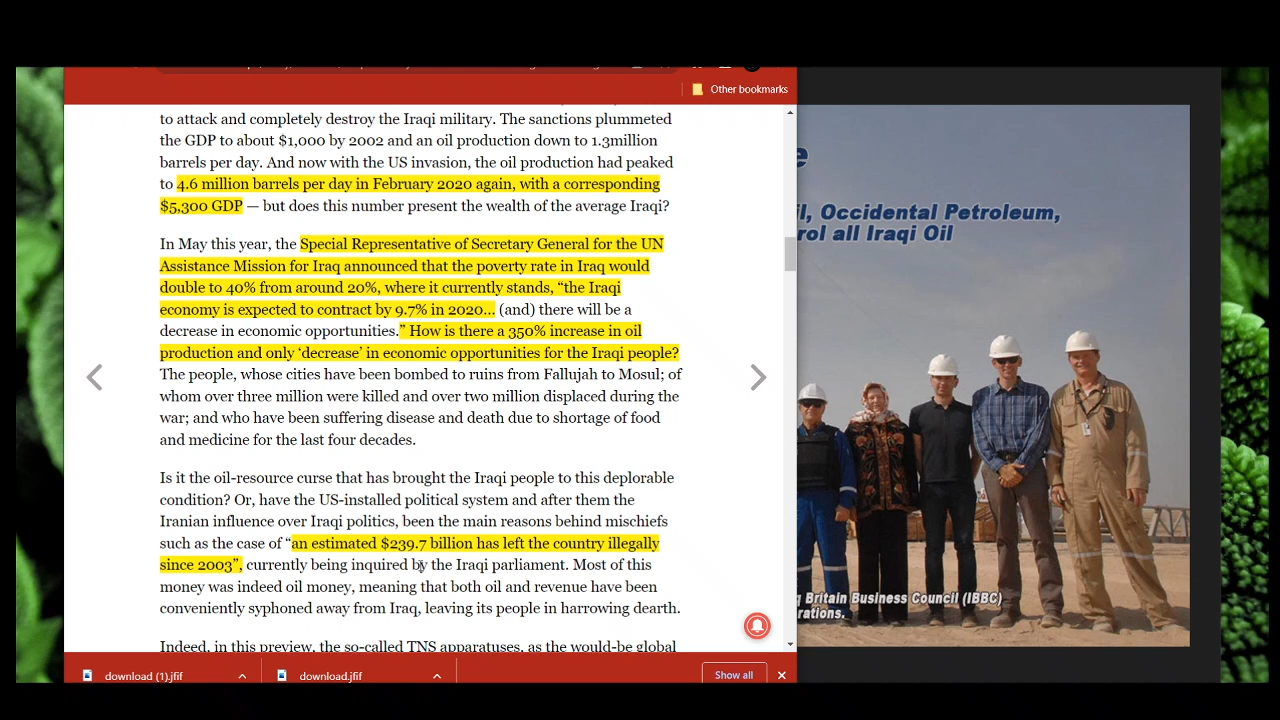 Other bookmarks
to attack and completely destroy the Iraqi military. The sanctions plummeted
the GDP to about $1,000 by 2002 and an oil production down to 1.3million
barrels per day. And now with the US invasion, the oil production had peaked
to 4.6 million barrels per day in February 2020 again, with a corresponding
$5,300 GDP — but does this number present the wealth of the average Iraqi?
In May this year, the Special Representative of Secretary General for the UN
Assistance Mission for Iraq announced that the poverty rate in Iraq would
double to 40% from around 20%, where it currently stands, “the Iraqi
economy is expected to contract by 9.7% in 2020… (and) there will be a
decrease in economic opportunities.” How is there a 350% increase in oil
production and only ‘decrease’ in economic opportunities for the Iraqi people?
The people, whose cities have been bombed to ruins from Fallujah to Mosul; of
whom over three million were killed and over two million displaced during the
war; and who have been suffering disease and death due to shortage of food
and medicine for the last four decades.
Is it the oil-resource curse that has brought the Iraqi people to this deplorable
condition? Or, have the US-installed political system and after them the
Iranian influence over Iraqi politics, been the main reasons behind mischiefs
such as the case of “an estimated $239.7 billion has left the country illegally
since 2003”, currently being inquired by the Iraqi parliament. Most of this
money was indeed oil money, meaning that both oil and revenue have been
conveniently syphoned away from Iraq, leaving its people in harrowing dearth.
Indeed, in this preview, the so-called TNS apparatuses, as the would-be global
download (1).jfif
download.jfif
Show all
e
il, Occidental Petroleum,
rol all Iraqi Oil
q Britain Business Council (IBBC)
rations.